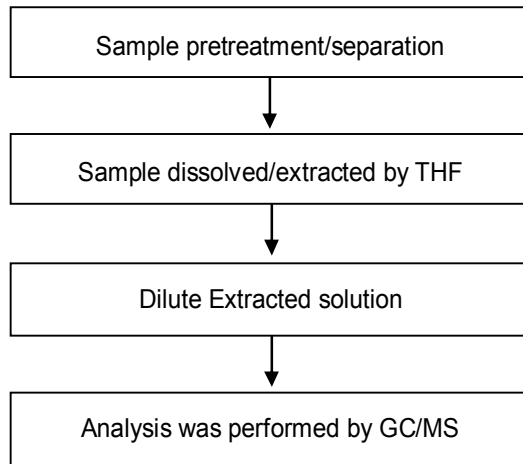 Sample pretreatment/separation
Sample dissolved/extracted by THF
Dilute Extracted solution
Analysis was performed by GC/MS